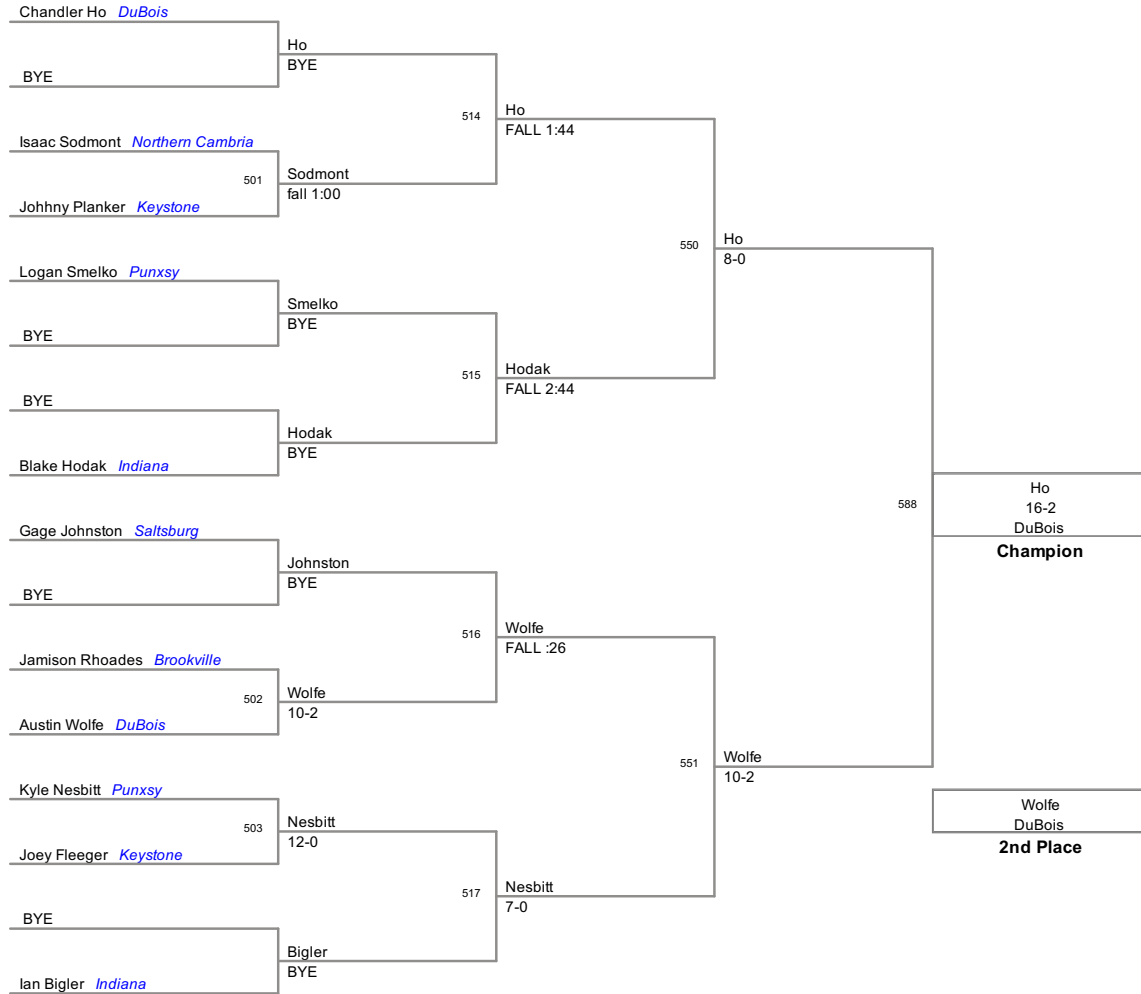 Chandler Ho DuBois
Ho
BYE
BYE
514
Ho
FALL 1:44
Isaac Sodmont Northern Cambria
501
Sodmont
fall 1:00
Johhny Planker Keystone
550
Ho
8-0
Logan Smelko Punxsy
Smelko
BYE
BYE
515
Hodak
FALL 2:44
BYE
Hodak
BYE
Blake Hodak Indiana
588
Ho
16-2
DuBois
Champion
Gage Johnston Saltsburg
Johnston
BYE
BYE
516
Wolfe
FALL :26
Jamison Rhoades Brookville
502
Wolfe
10-2
Austin Wolfe DuBois
551
Wolfe
10-2
Kyle Nesbitt Punxsy
503
Nesbitt
12-0
Joey Fleeger Keystone
Wolfe
DuBois
2nd Place
517
Nesbitt
7-0
BYE
Bigler
BYE
Ian Bigler Indiana